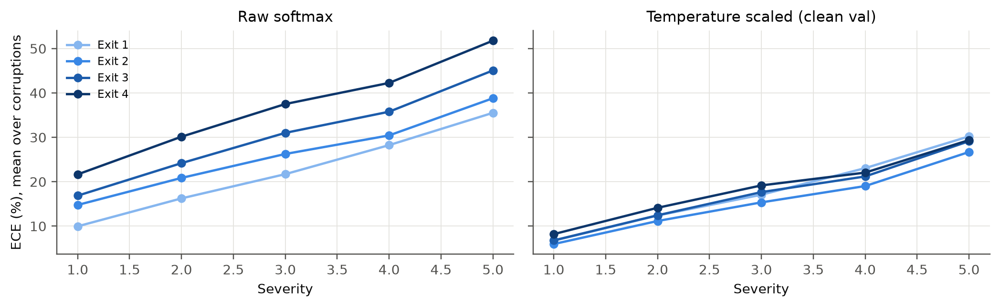 Raw softmax
ECE (%), mean over corruptions
50
40
30
20
10
Exit 1
Exit 2
Exit 3
Exit 4
1.0 1.5 2.0 2.5 3.0 3.5 4.0 4.5 5.0
Severity
Temperature scaled (clean val)
1.0 1.5 2.0 2.5 3.0 3.5 4.0 4.5 5.0
Severity